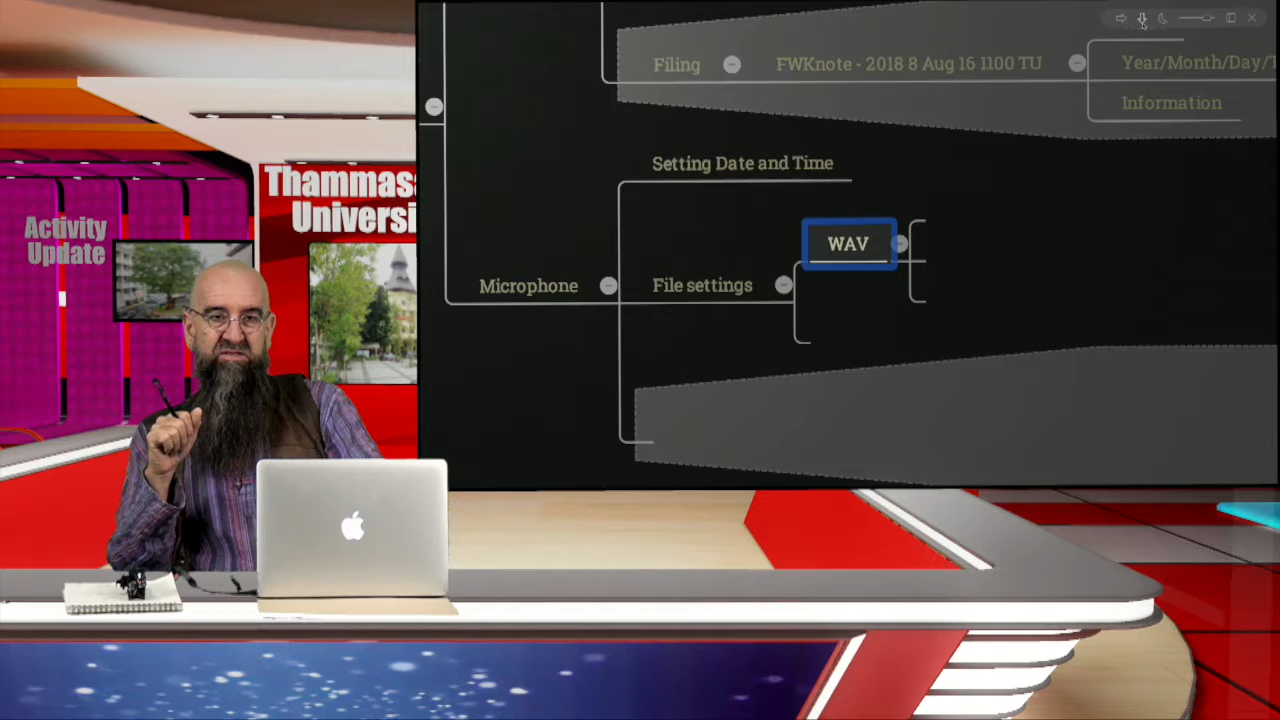 Filing
FWKnote - 2018 8 Aug 16 1100 TU
Year/Month/Day/T
Information
Setting Date and Time
Thammasa
Universi
Activity
Update
WAV
Microphone
File settings